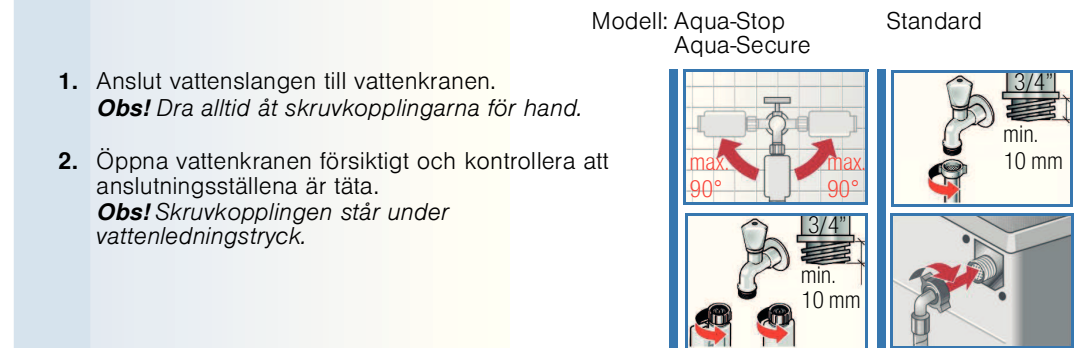 Modell: Aqua-Stop Standard
Aqua-Secure
1. Anslut vattenslangen till vattenkranen.
Obs! Dra alltid åt skruvkopplingarna för hand.
2. Öppna vattenkranen försiktigt och kontrollera att
anslutningsställena är täta.
Obs! Skruvkopplingen står under
vattenledningstryck.
max.
90°
max.
90°
3/4”
min.
10 mm
3/4”
min.
10 mm